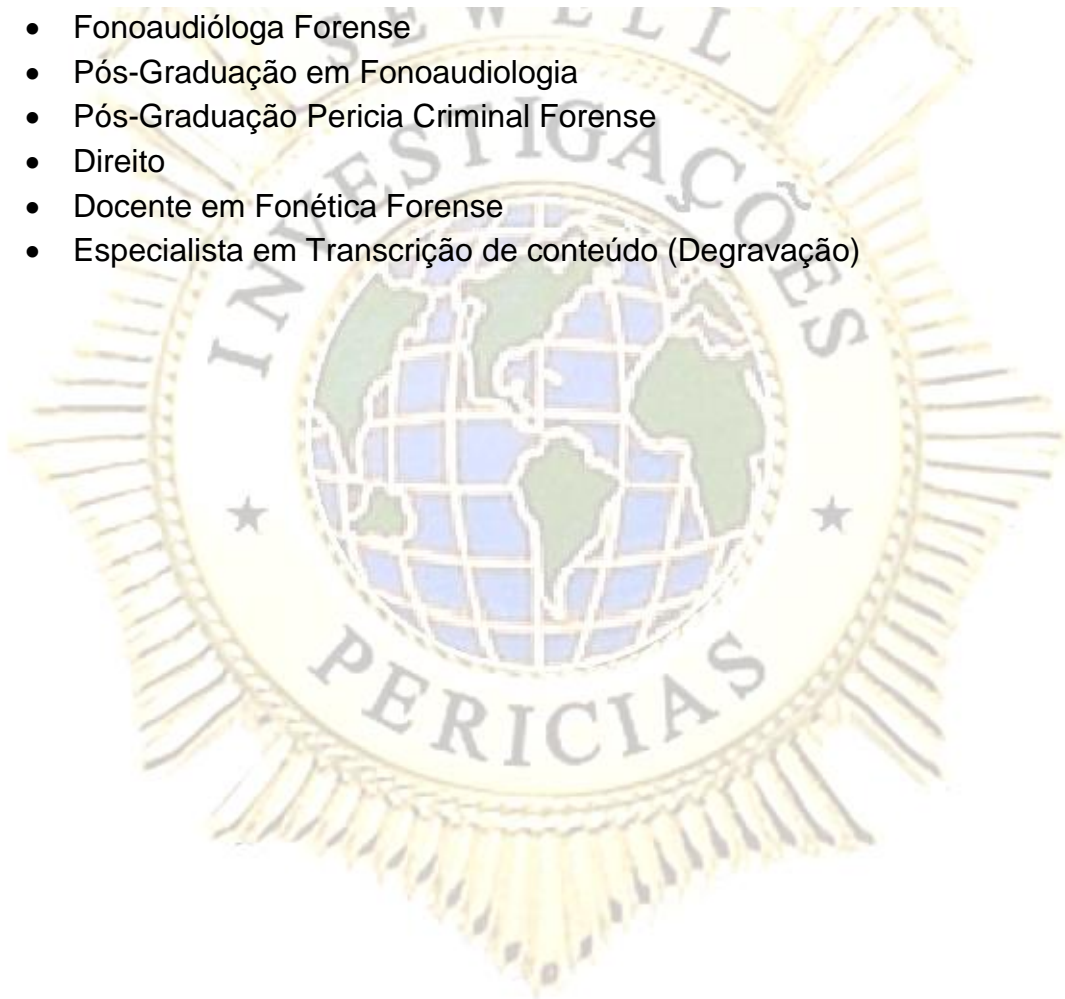 SEWELL
• Fonoaudióloga Forense
• Pós-Graduação em Fonoaudiologia
• Pós-Graduação Pericia Criminal Forense
• Direito
• Docente em Fonética Forense
• Especialista em Transcrição de conteúdo (Degravação)
INVESTIGAÇÕES
PERICIAS